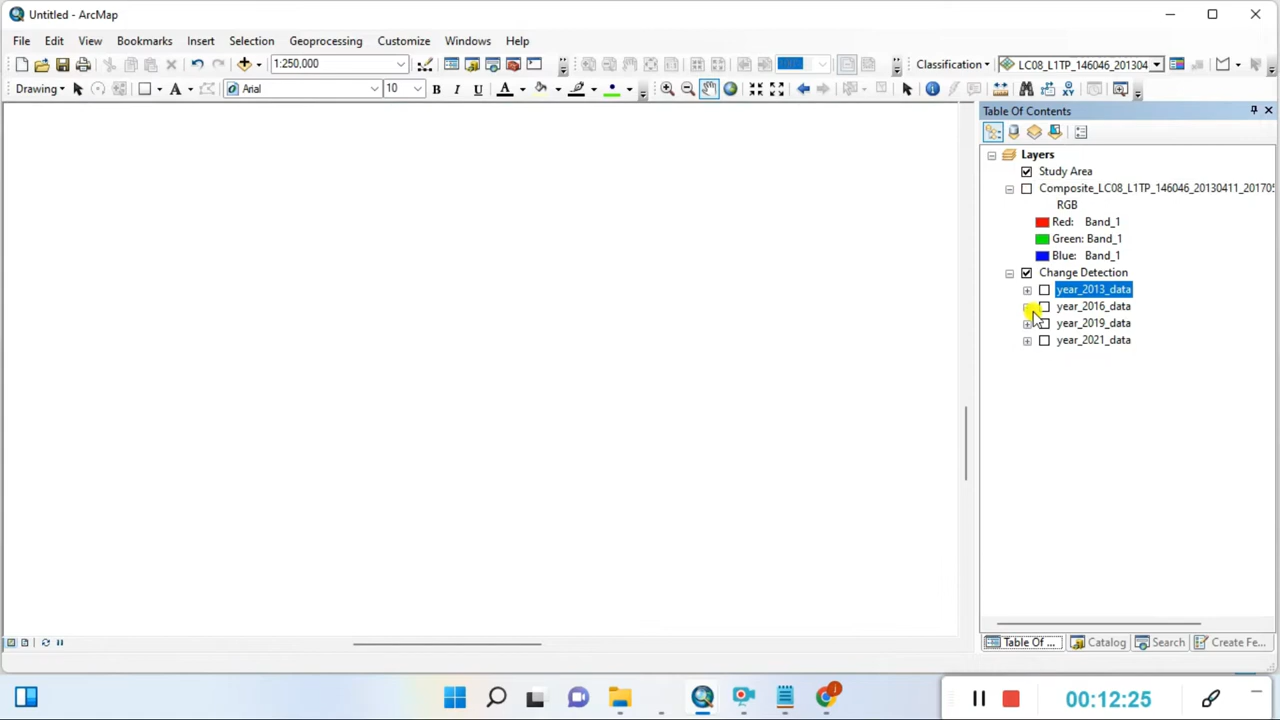 Untitled - ArcMap
File Edit View Bookmarks Insert Selection Geoprocessing Customize Windows Help
1:250,000 Classification LC08_L1TP_146046_201304
Drawing A Arial 10 B I U A
Table Of Contents
Layers
Study Area
Composite_LC08_L1TP_146046_20130411_20170
RGB
Red: Band_1
Green: Band_1
Blue: Band_1
Change Detection
year_2013_data
year_2016_data
year_2019_data
year_2021_data
Table Of ... Catalog Search Create Fe...
00:12:25